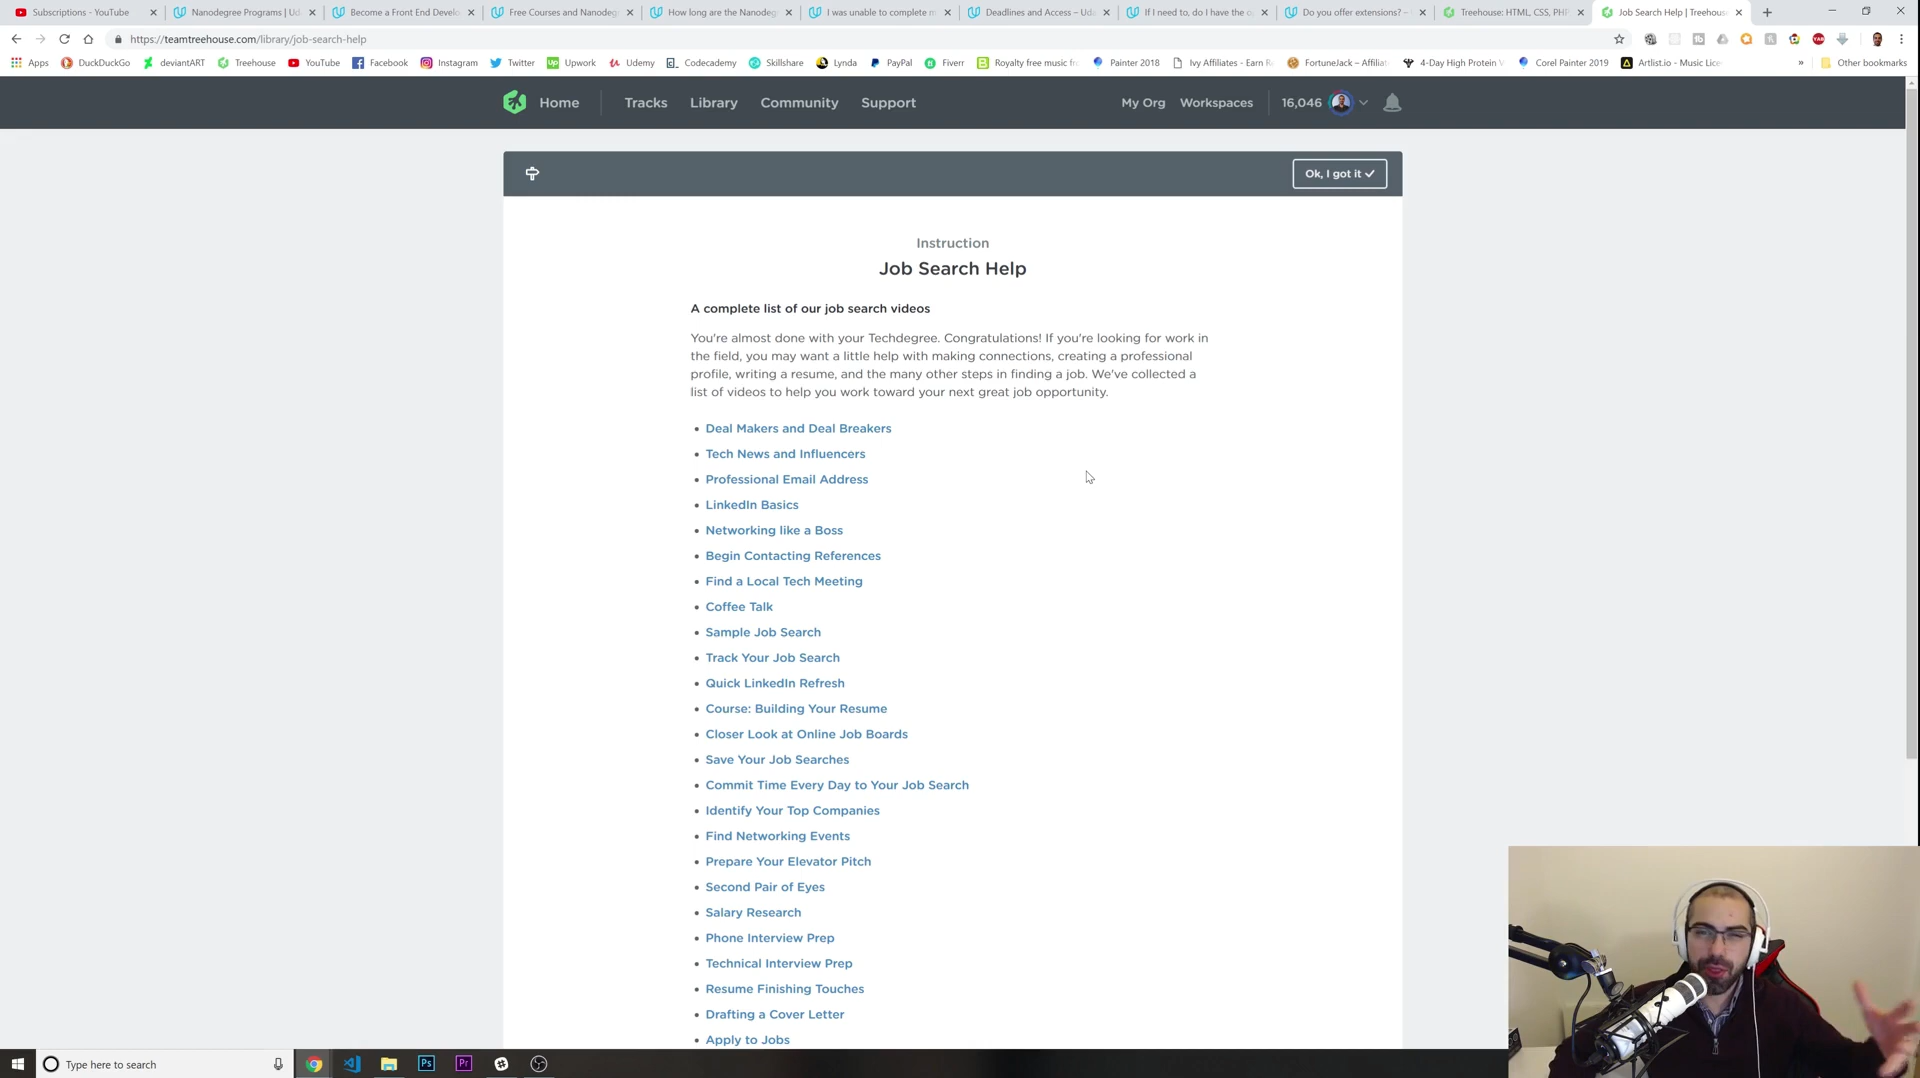 Subscriptions - YouTube
Nanodegree Programs | Ud
Become a Front End Develo
Free Courses and Nanodeg
How long are the Nanodeg
I was unable to complete m
Deadlines and Access – Uda
If I need to, do I have the o
Do you offer extensions? –
Treehouse: HTML, CSS, PHP
Job Search Help | Treehous
https://teamtreehouse.com/library/job-search-help
Apps
DuckDuckGo
deviantART
Treehouse
YouTube
Facebook
Instagram
Twitter
Upwork
Udemy
Codecademy
Skillshare
Lynda
PayPal
Fiverr
Royalty free music fr
Painter 2018
Ivy Affiliates - Earn R
FortuneJack – Affiliat
4-Day High Protein V
Corel Painter 2019
Artlist.io - Music Lice
»
Other bookmarks
Home
Tracks
Library
Community
Support
My Org
Workspaces
16,046
Ok, I got it ✓
Instruction
Job Search Help
A complete list of our job search videos
You're almost done with your Techdegree. Congratulations! If you're looking for work in
the field, you may want a little help with making connections, creating a professional
profile, writing a resume, and the many other steps in finding a job. We've collected a
list of videos to help you work toward your next great job opportunity.
• Deal Makers and Deal Breakers
• Tech News and Influencers
• Professional Email Address
• LinkedIn Basics
• Networking like a Boss
• Begin Contacting References
• Find a Local Tech Meeting
• Coffee Talk
• Sample Job Search
• Track Your Job Search
• Quick LinkedIn Refresh
• Course: Building Your Resume
• Closer Look at Online Job Boards
• Save Your Job Searches
• Commit Time Every Day to Your Job Search
• Identify Your Top Companies
• Find Networking Events
• Prepare Your Elevator Pitch
• Second Pair of Eyes
• Salary Research
• Phone Interview Prep
• Technical Interview Prep
• Resume Finishing Touches
• Drafting a Cover Letter
• Apply to Jobs
Type here to search
Ps
Pr